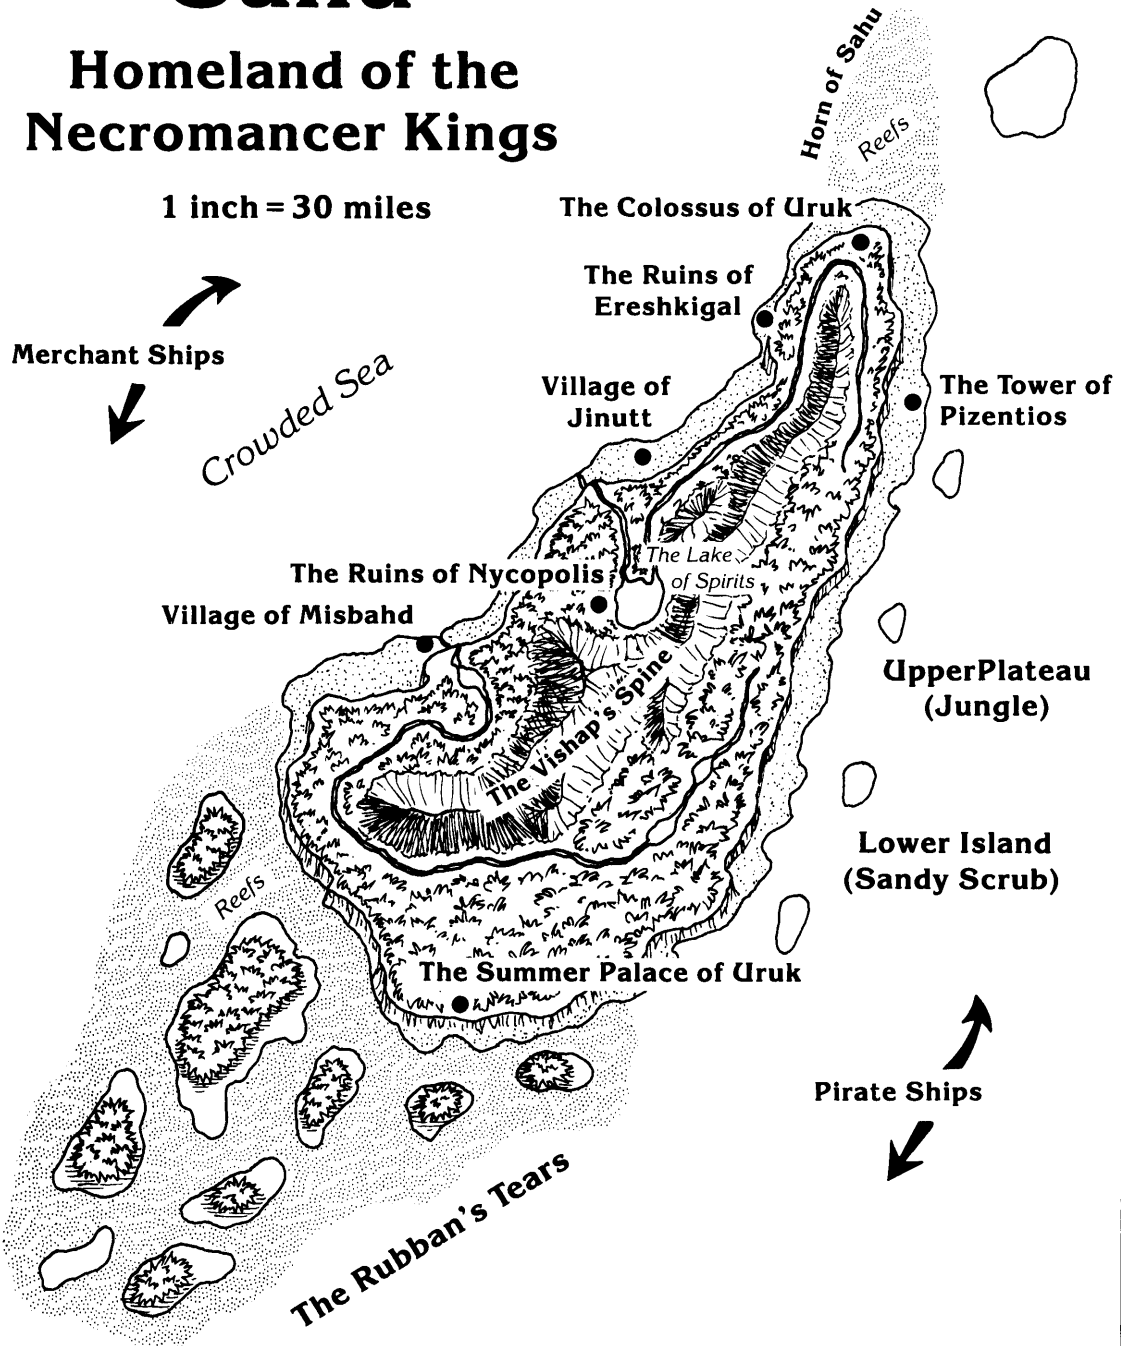 Homeland of the
Necromancer Kings
1 inch = 30 miles
Horn of Sahu
Reefs
The Colossus of Uruk
The Ruins of
Ereshkigal
Merchant Ships
Crowded Sea
Village of
Jinutt
The Tower of
Pizentios
The Lake
of Spirits
The Ruins of Nycopolis
Village of Misbahd
The Vishap's Spine
Upper Plateau
(Jungle)
Lower Island
(Sandy Scrub)
Reefs
The Summer Palace of Uruk
Pirate Ships
The Rubban's Tears